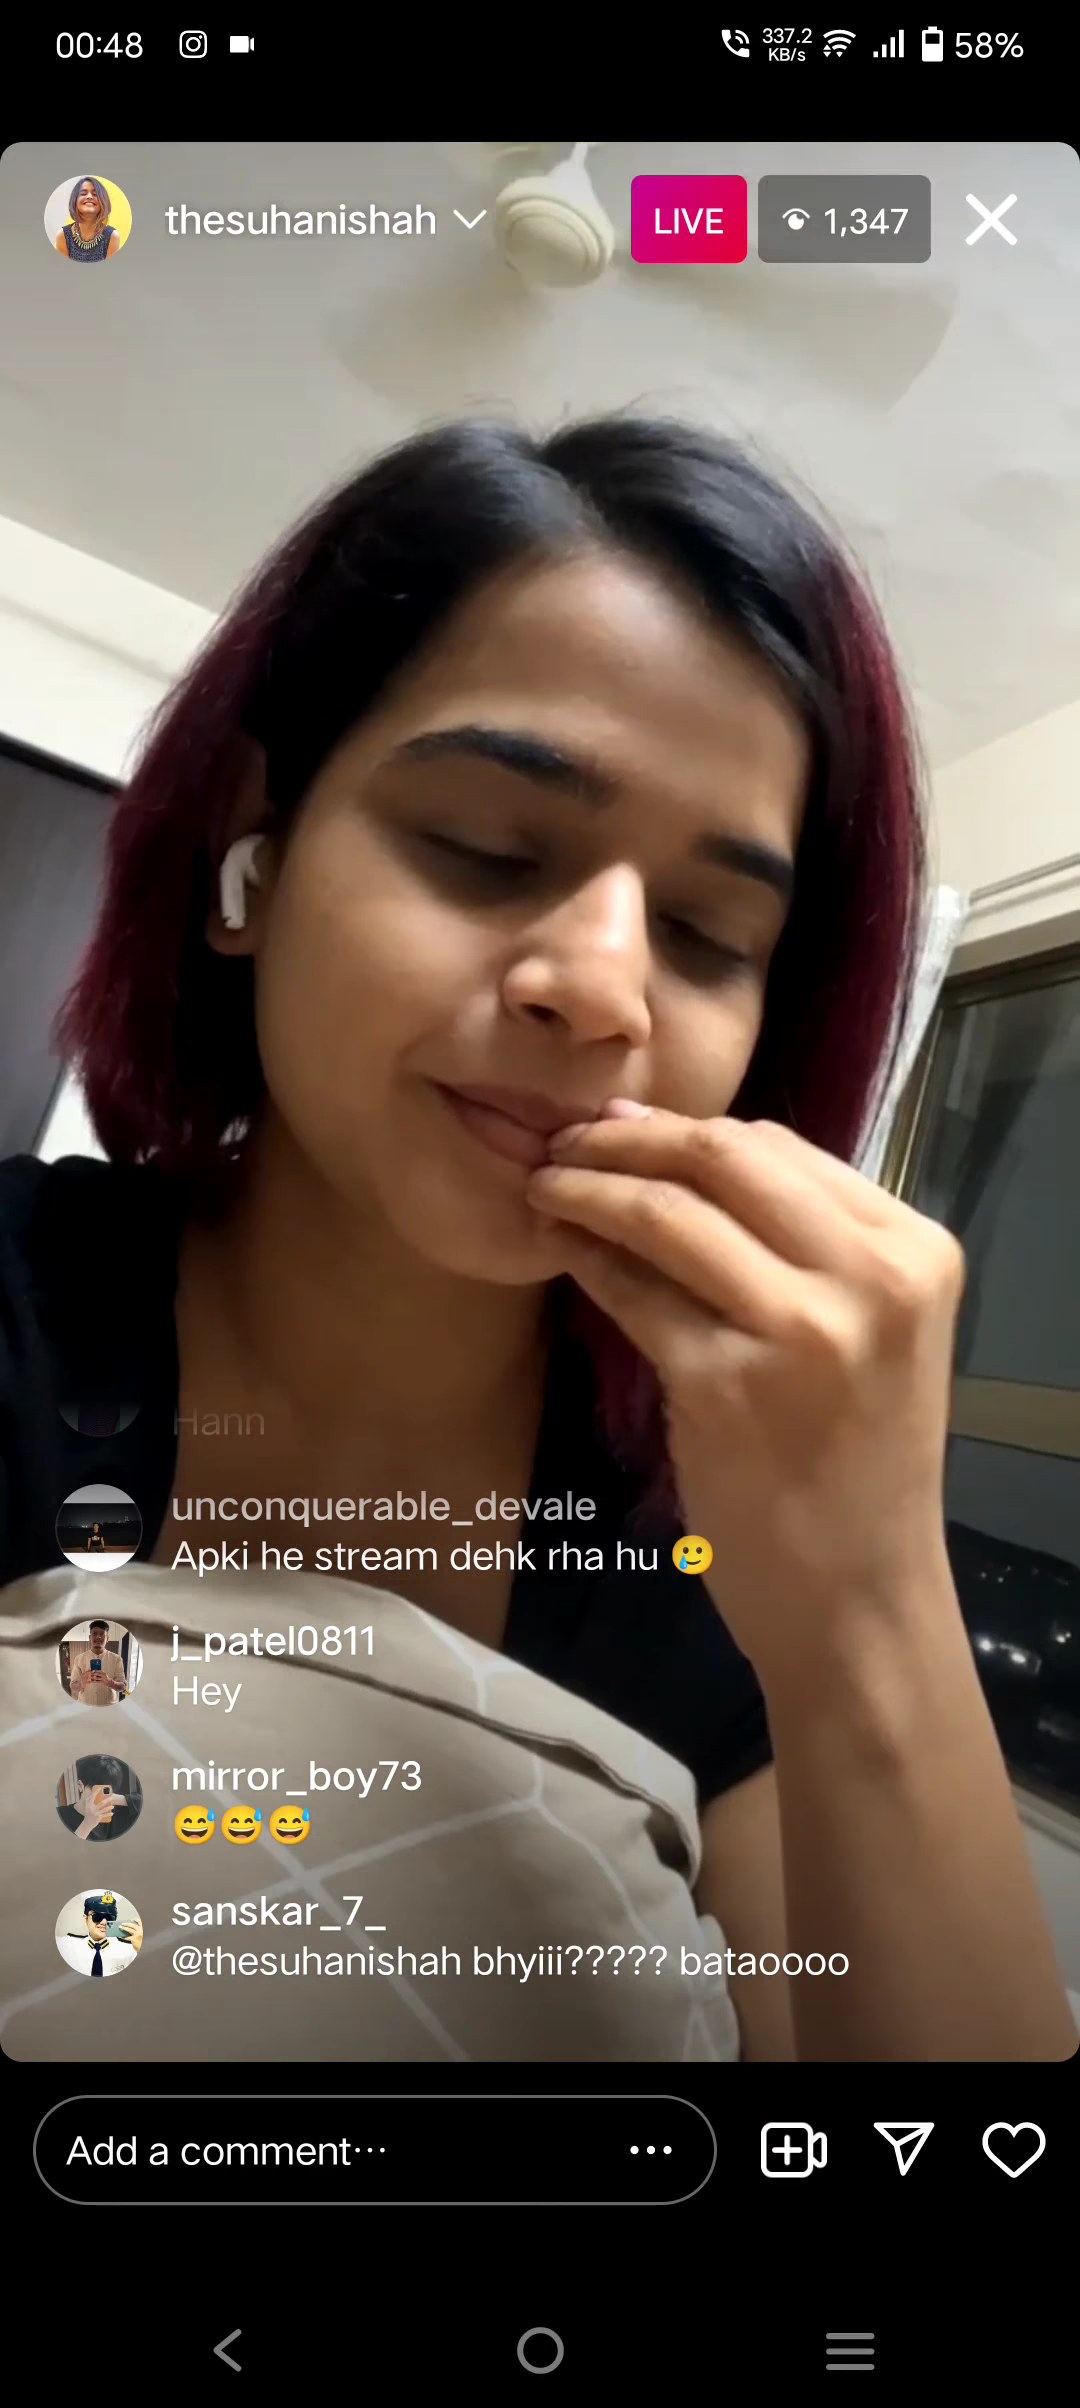 00:48 337.2 KB/s 58%
thesuhanishah LIVE 1,347
Hann
unconquerable_devale
Apki he stream dehk rha hu 🥲
j_patel0811
Hey
mirror_boy73
😅😅😅
sanskar_7_
@thesuhanishah bhyiii????? bataoooo
Add a comment...